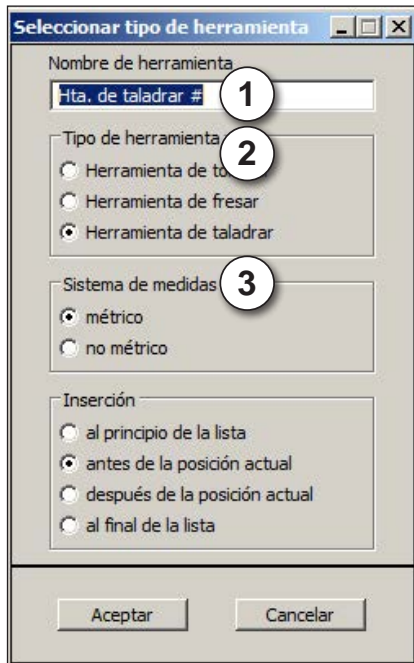 Seleccionar tipo de herramienta
Nombre de herramienta
Hta. de taladrar #
1
Tipo de herramienta
2
Herramienta de
Herramienta de fresar
Herramienta de taladrar
Sistema de medidas
3
métrico
no métrico
Inserción
al principio de la lista
antes de la posición actual
después de la posición actual
al final de la lista
Aceptar Cancelar